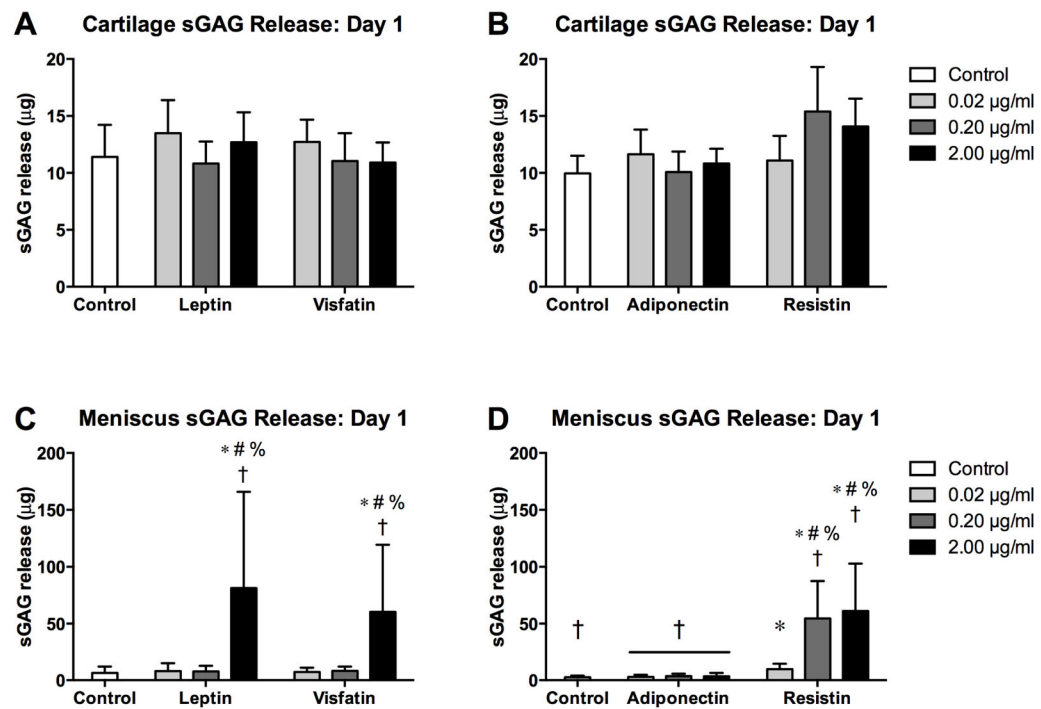 A Cartilage sGAG Release: Day 1
sGAG release (µg)
20
15
10
5
0
Control Leptin Visfatin
B Cartilage sGAG Release: Day 1
sGAG release (µg)
20
15
10
5
0
Control Adiponectin Resistin
Control
0.02 µg/ml
0.20 µg/ml
2.00 µg/ml
C Meniscus sGAG Release: Day 1
sGAG release (µg)
200
150
100
50
0
* # %
†
* # %
†
Control Leptin Visfatin
D Meniscus sGAG Release: Day 1
sGAG release (µg)
200
150
100
50
0
* # %
†
* # %
†
† † *
Control Adiponectin Resistin
Control
0.02 µg/ml
0.20 µg/ml
2.00 µg/ml